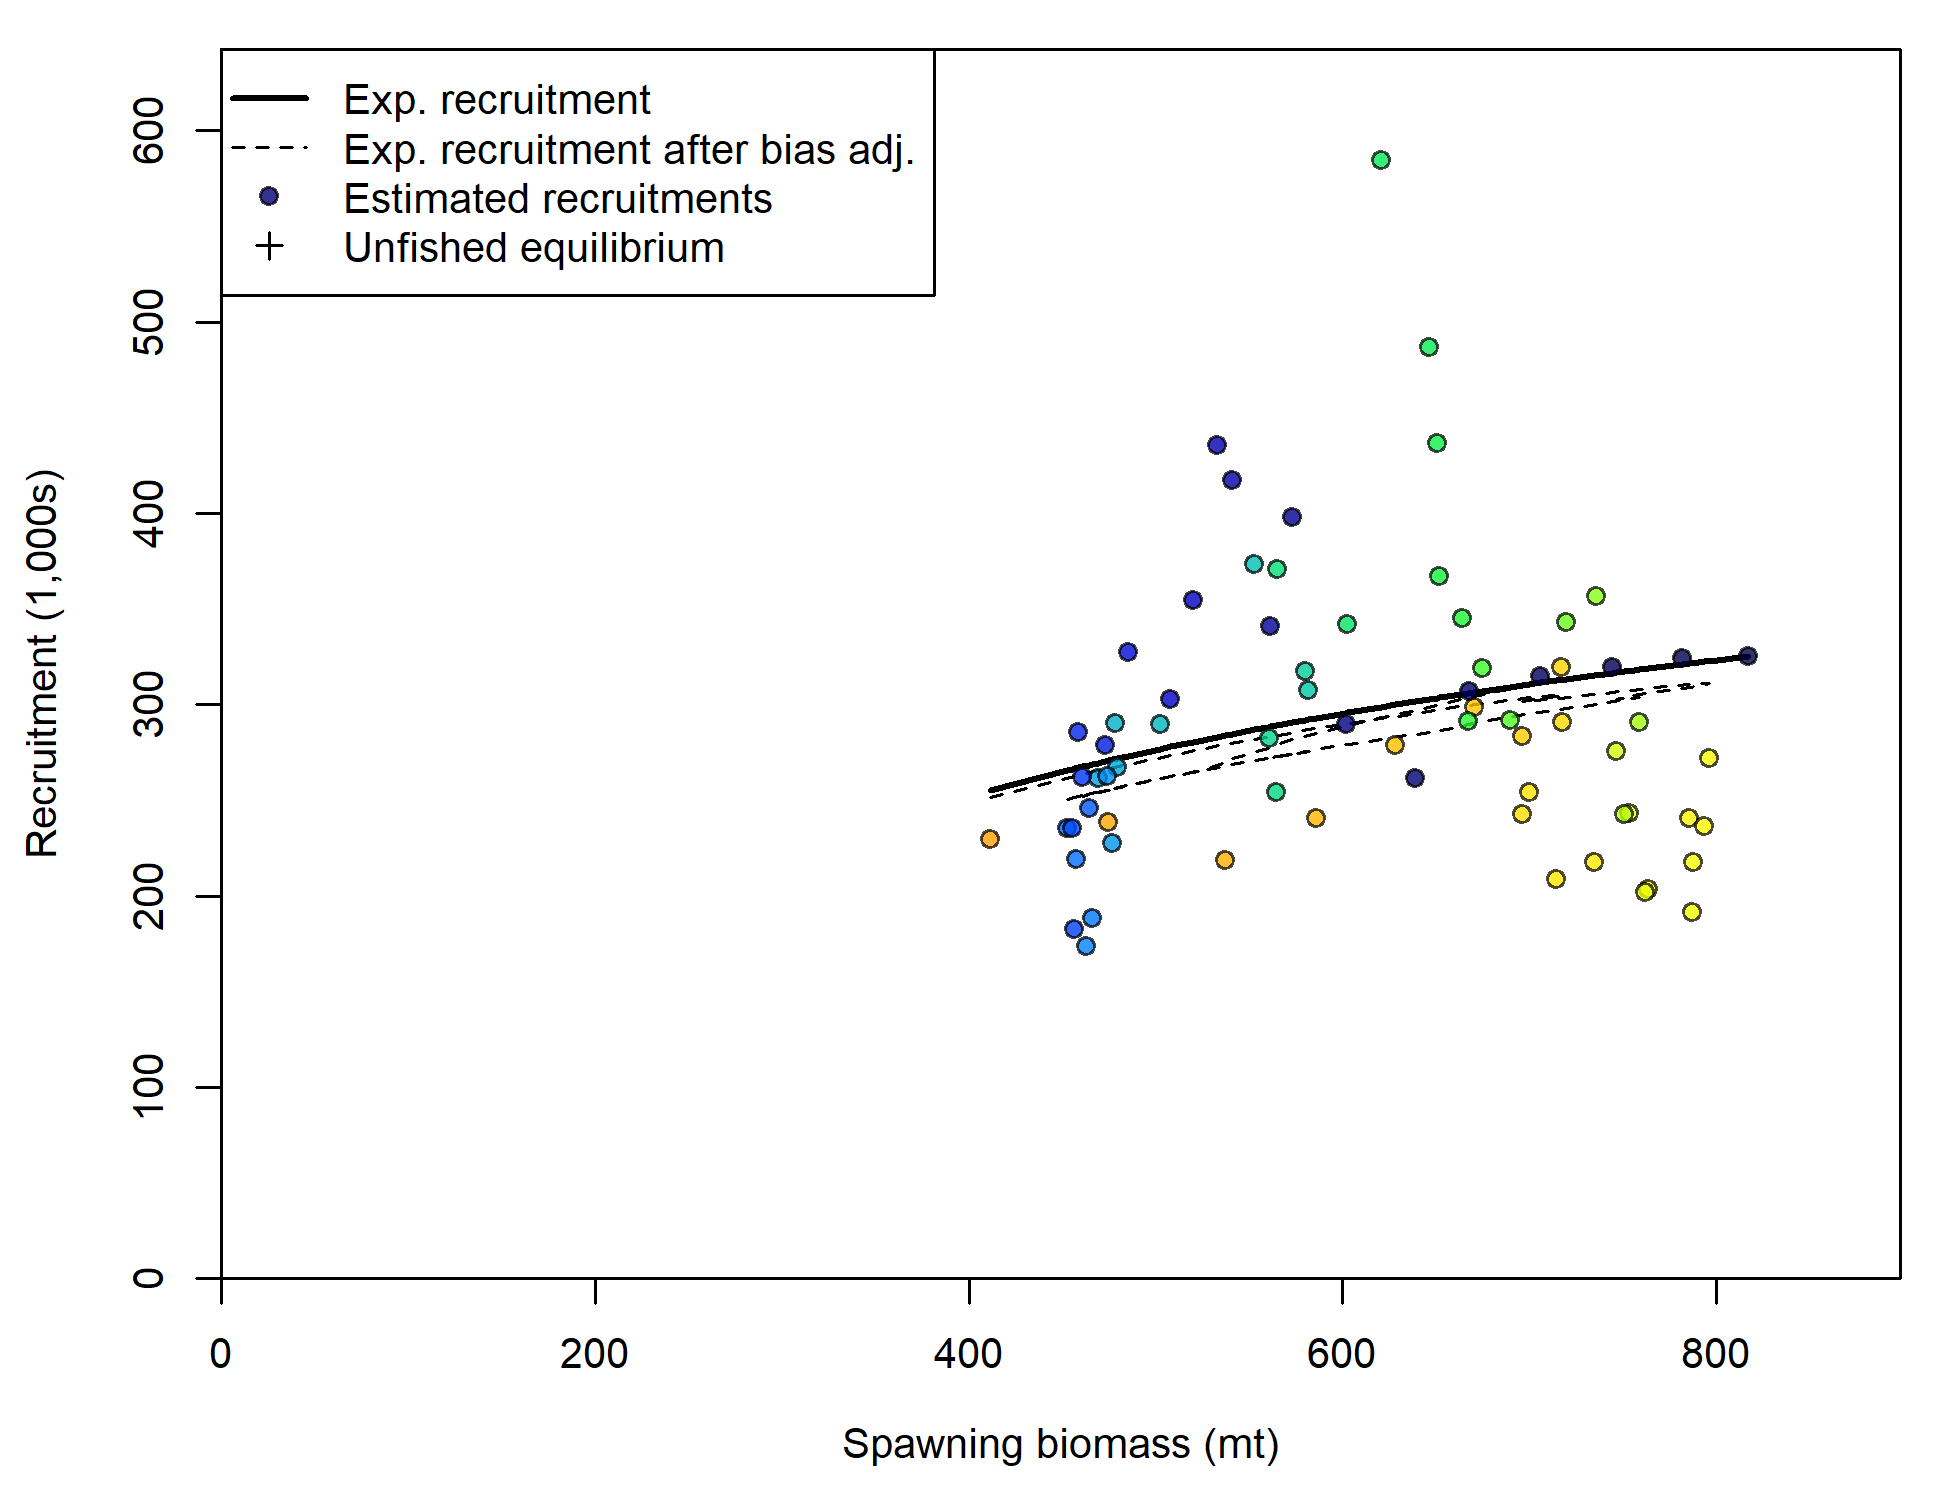 Exp. recruitment
Exp. recruitment after bias adj.
Estimated recruitments
Unfished equilibrium
600
500
400
300
200
100
0
Recruitment (1,000s)
0 200 400 600 800
Spawning biomass (mt)